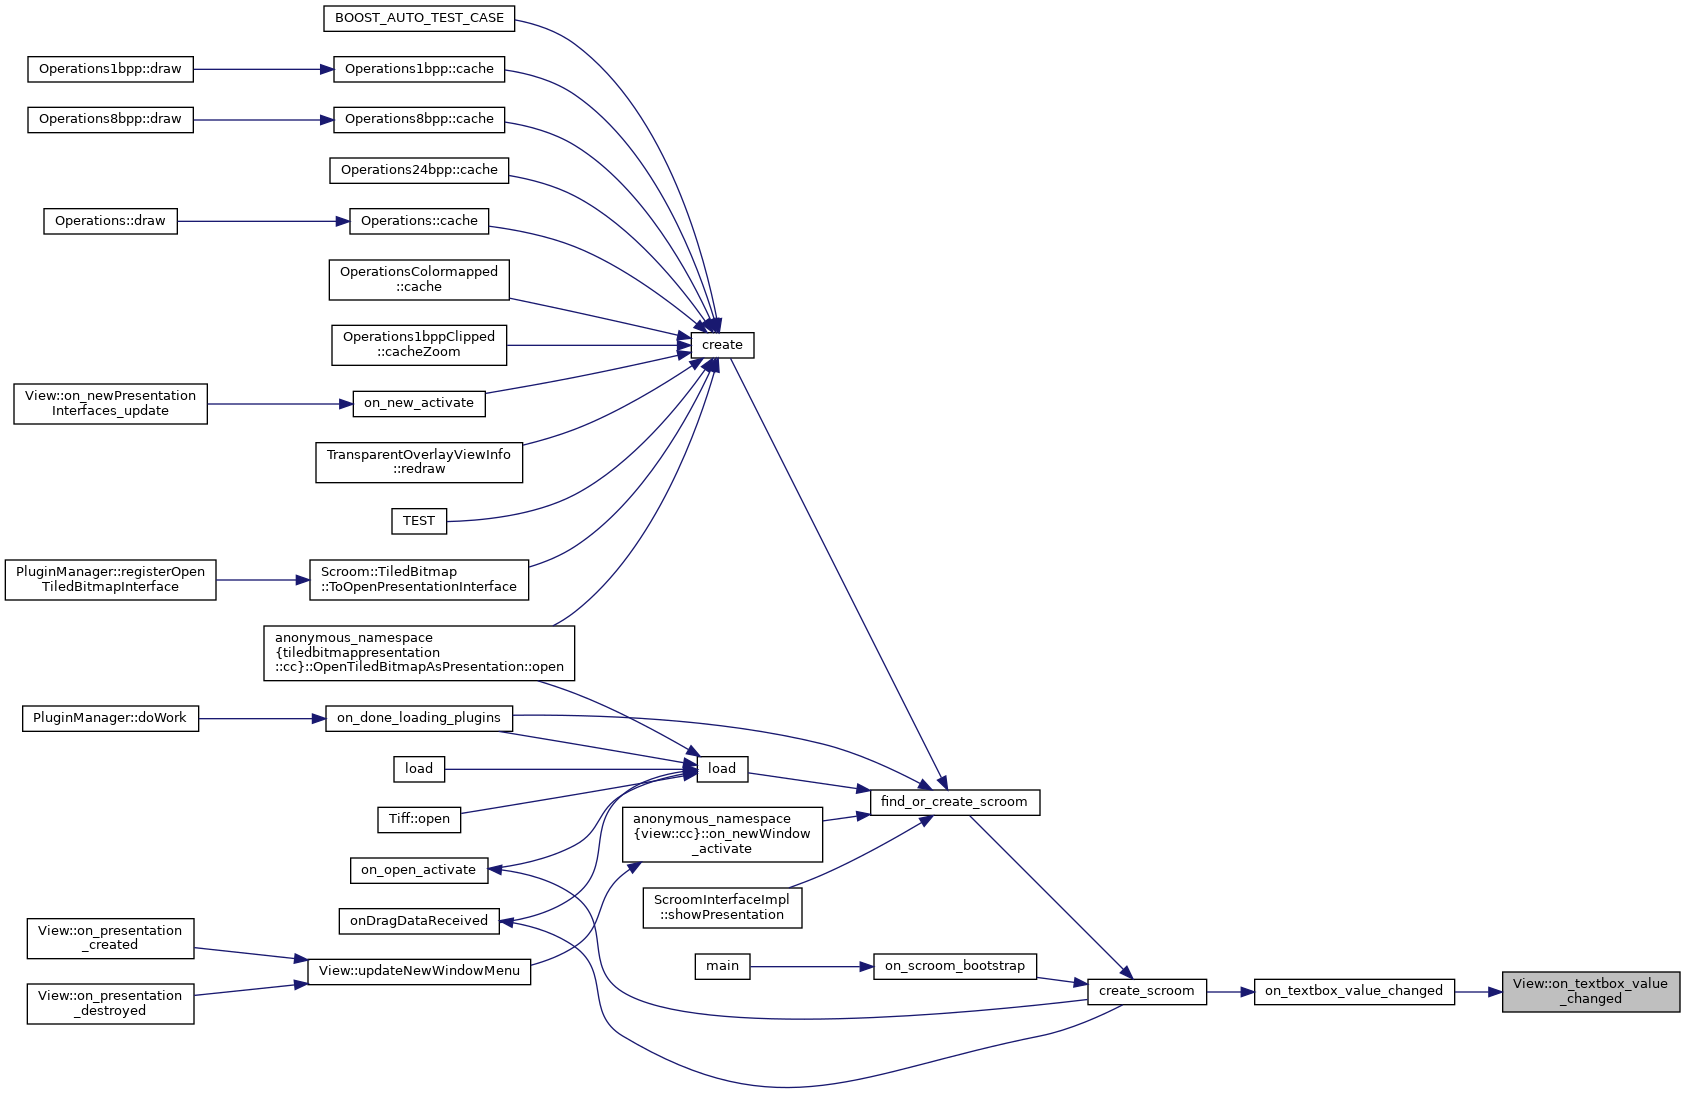 BOOST_AUTO_TEST_CASE
Operations1bpp::draw
Operations1bpp::cache
Operations8bpp::draw
Operations8bpp::cache
Operations24bpp::cache
Operations::draw
Operations::cache
OperationsColormapped
::cache
Operations1bppClipped
::cacheZoom
create
View::on_newPresentation
Interfaces_update
on_new_activate
TransparentOverlayViewInfo
::redraw
TEST
PluginManager::registerOpen
TiledBitmapInterface
Scroom::TiledBitmap
::ToOpenPresentationInterface
anonymous_namespace
{tiledbitmappresentation
::cc}::OpenTiledBitmapAsPresentation::open
PluginManager::doWork
on_done_loading_plugins
load
load
find_or_create_scroom
Tiff::open
anonymous_namespace
{view::cc}::on_newWindow
_activate
on_open_activate
ScroomInterfaceImpl
::showPresentation
onDragDataReceived
View::on_presentation
_created
View::updateNewWindowMenu
main
on_scroom_bootstrap
create_scroom
on_textbox_value_changed
View::on_textbox_value
_changed
View::on_presentation
_destroyed